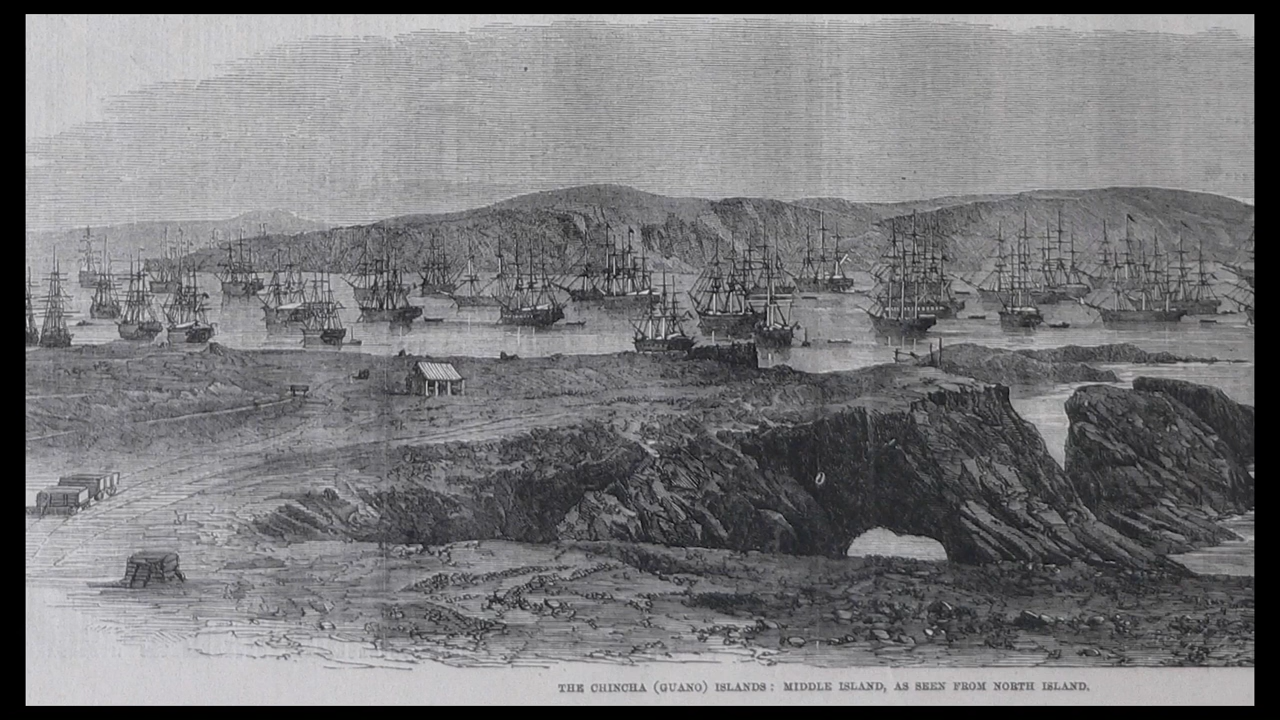 THE CHINCHA (GUANO) ISLANDS: MIDDLE ISLAND, AS SEEN FROM NORTH ISLAND.